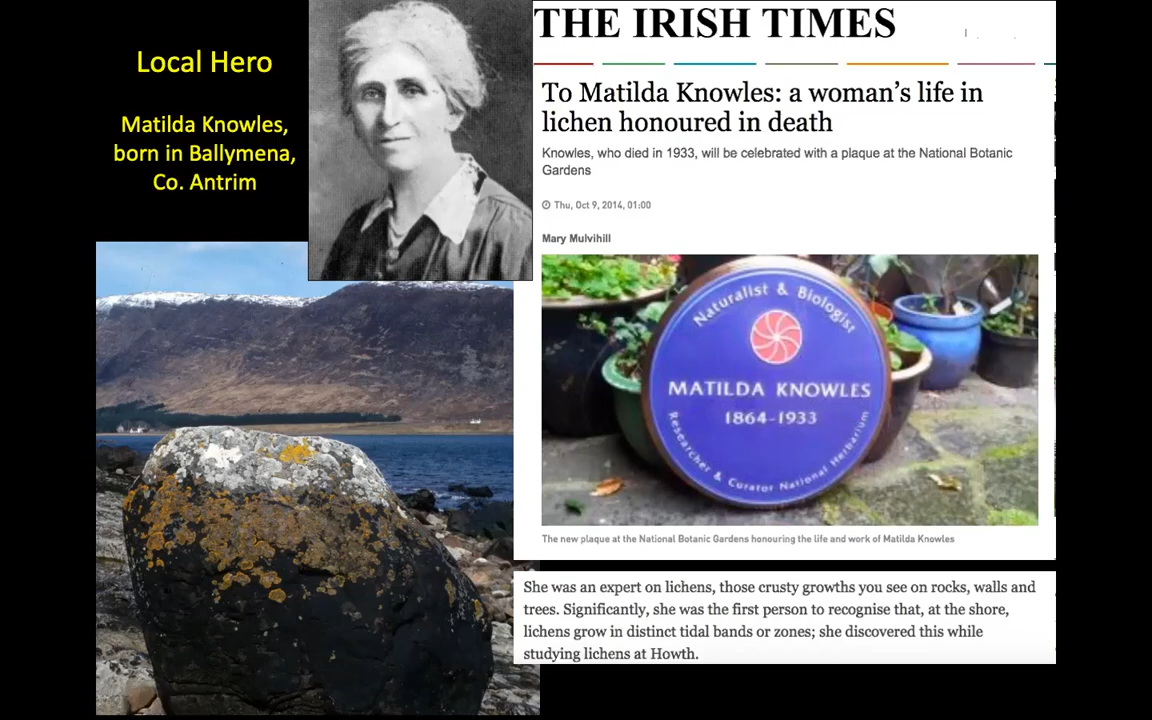 Local Hero
Matilda Knowles,
born in Ballymena,
Co. Antrim
THE IRISH TIMES
To Matilda Knowles: a woman’s life in
lichen honoured in death
Knowles, who died in 1933, will be celebrated with a plaque at the National Botanic
Gardens
Thu, Oct 9, 2014, 01:00
Mary Mulvihill
Naturalist & Biologist
MATILDA KNOWLES
1864-1933
Researcher & Curator National Herbarium
The new plaque at the National Botanic Gardens honouring the life and work of Matilda Knowles
She was an expert on lichens, those crusty growths you see on rocks, walls and
trees. Significantly, she was the first person to recognise that, at the shore,
lichens grow in distinct tidal bands or zones; she discovered this while
studying lichens at Howth.